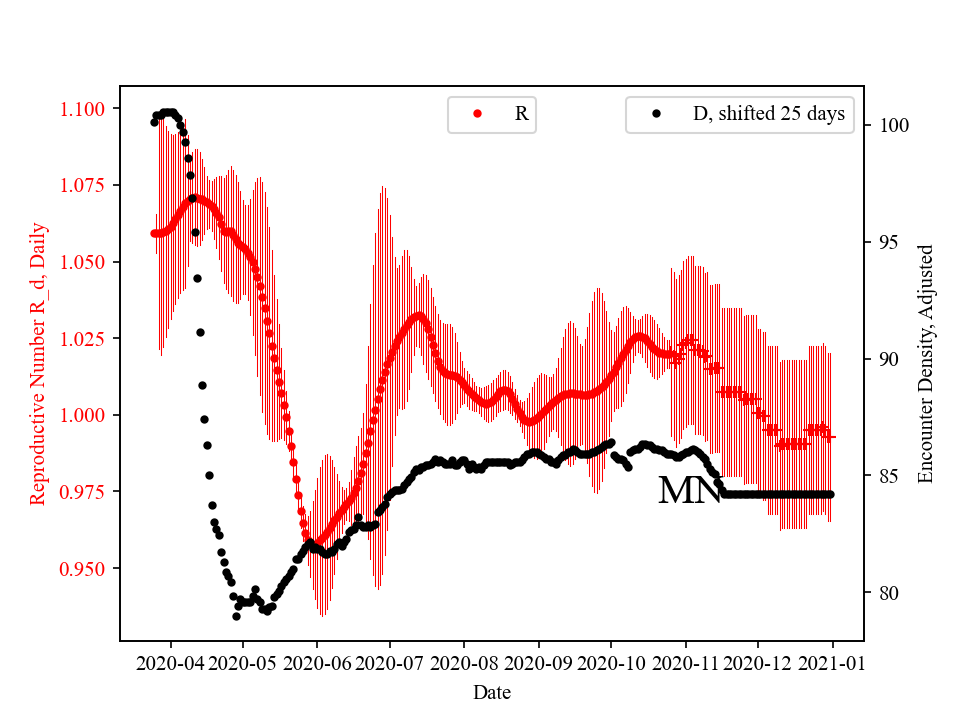 R
D, shifted 25 days
1.100
1.075
1.050
1.025
1.000
0.975
0.950
Reproductive Number R_d, Daily
100
95
90
85
80
Encounter Density, Adjusted
MN
2020-04 2020-05 2020-06 2020-07 2020-08 2020-09 2020-10 2020-11 2020-12 2021-01
Date